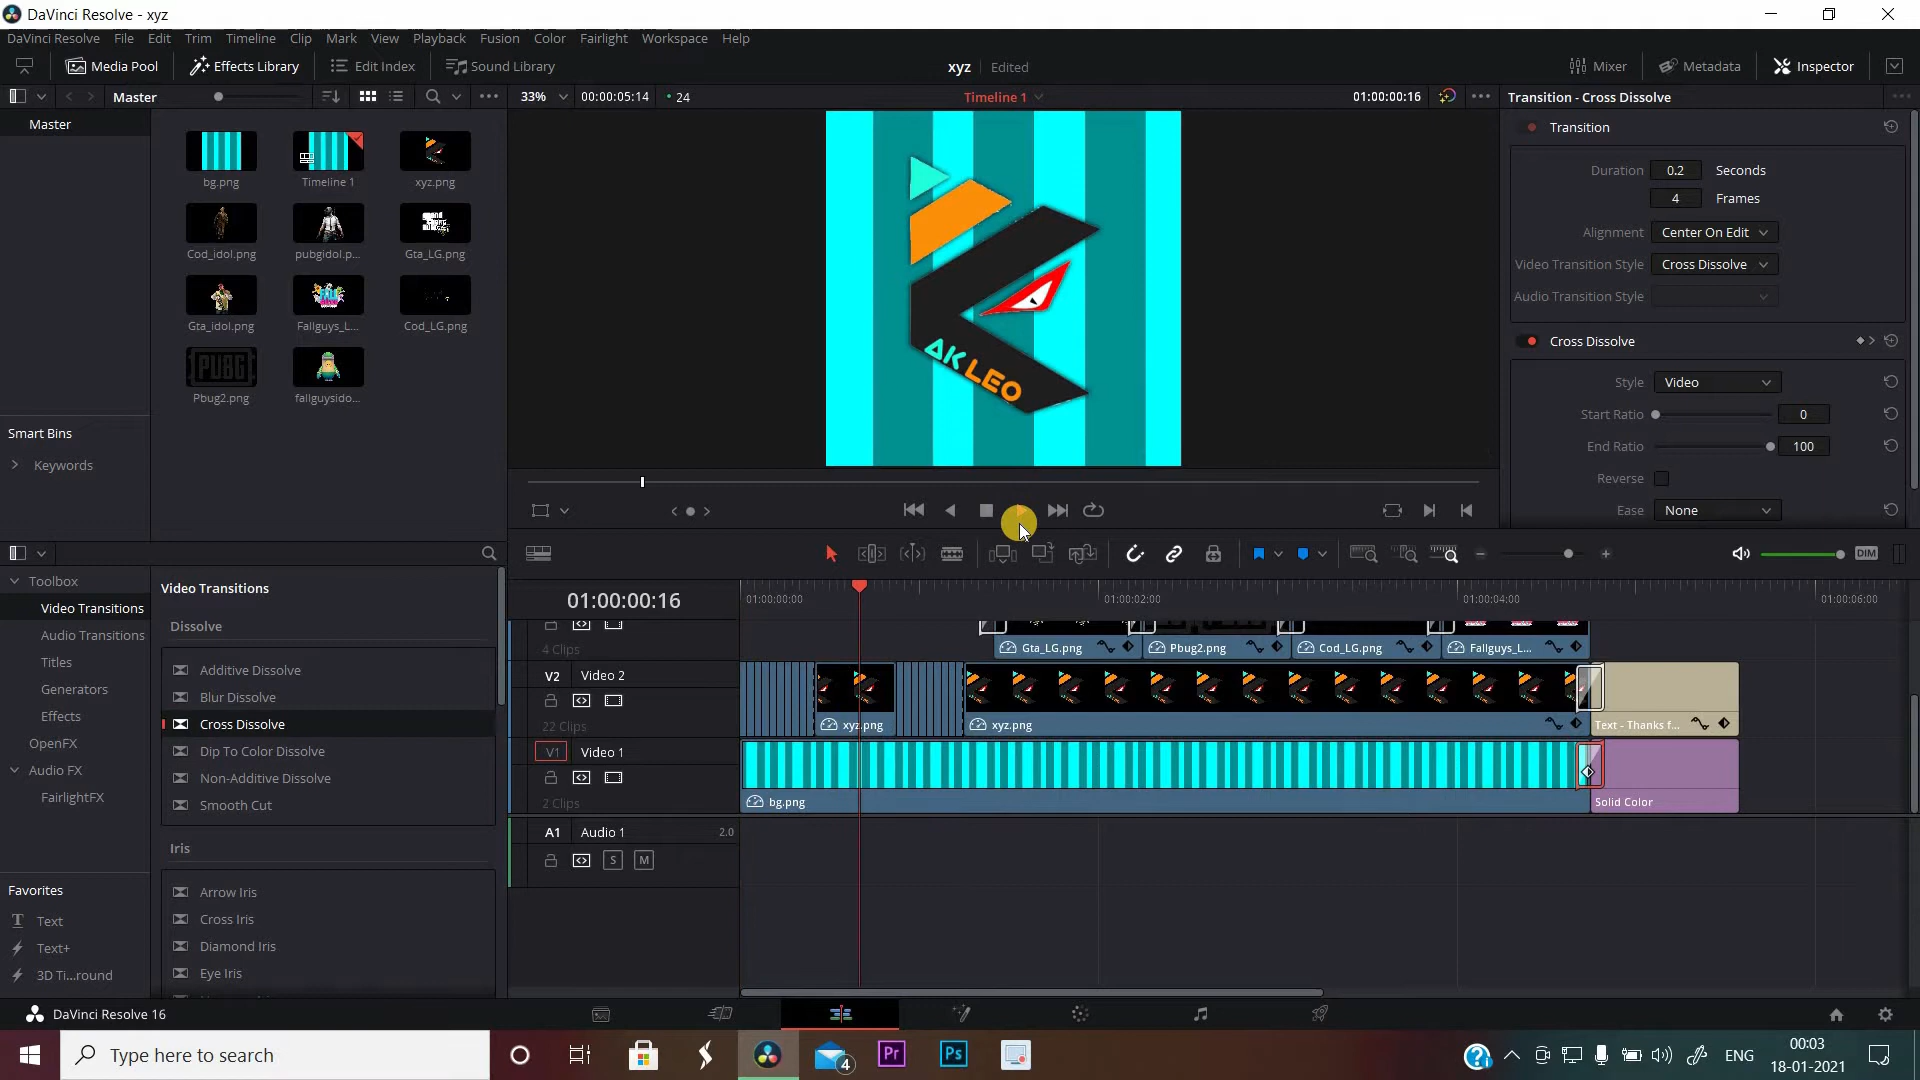 DaVinci Resolve - xyz
DaVinci Resolve File Edit Trim Timeline Clip Mark View Playback Fusion Color Fairlight Workspace Help
Media Pool Effects Library Edit Index Sound Library xyz Edited Mixer Metadata Inspector
Master 33% 00:00:05:14 24 Timeline 1 01:00:00:16 Transition - Cross Dissolve
Master
bg.png Timeline 1 xyz.png
Cod_idol.png pubgidol.p... Gta_LG.png
Gta_idol.png Fallguys_L... Cod_LG.png
PUBG
Pbug2.png fallguysido...
AK LEO
Transition
Duration 0.2 Seconds
4 Frames
Alignment Center On Edit
Video Transition Style Cross Dissolve
Audio Transition Style
Cross Dissolve
Style Video
Start Ratio 0
End Ratio 100
Reverse
Ease None
Smart Bins
Keywords
Toolbox
Video Transitions
Audio Transitions
Titles
Generators
Effects
OpenFX
Audio FX
FairlightFX
Favorites
Text
Text+
3D Ti...round
Video Transitions
Dissolve
Additive Dissolve
Blur Dissolve
Cross Dissolve
Dip To Color Dissolve
Non-Additive Dissolve
Smooth Cut
Iris
Arrow Iris
Cross Iris
Diamond Iris
Eye Iris
DIM
01:00:00:16 01:00:00:00 01:00:02:00 01:00:04:00 01:00:06:00
4 Clips Gta_LG.png Pbug2.png Cod_LG.png Fallguys_L...
V2 Video 2
22 Clips xyz.png xyz.png Text - Thanks f...
V1 Video 1
2 Clips bg.png Solid Color
A1 Audio 1 2.0
S M
DaVinci Resolve 16
Type here to search 4 Pr Ps ENG 00:03
18-01-2021